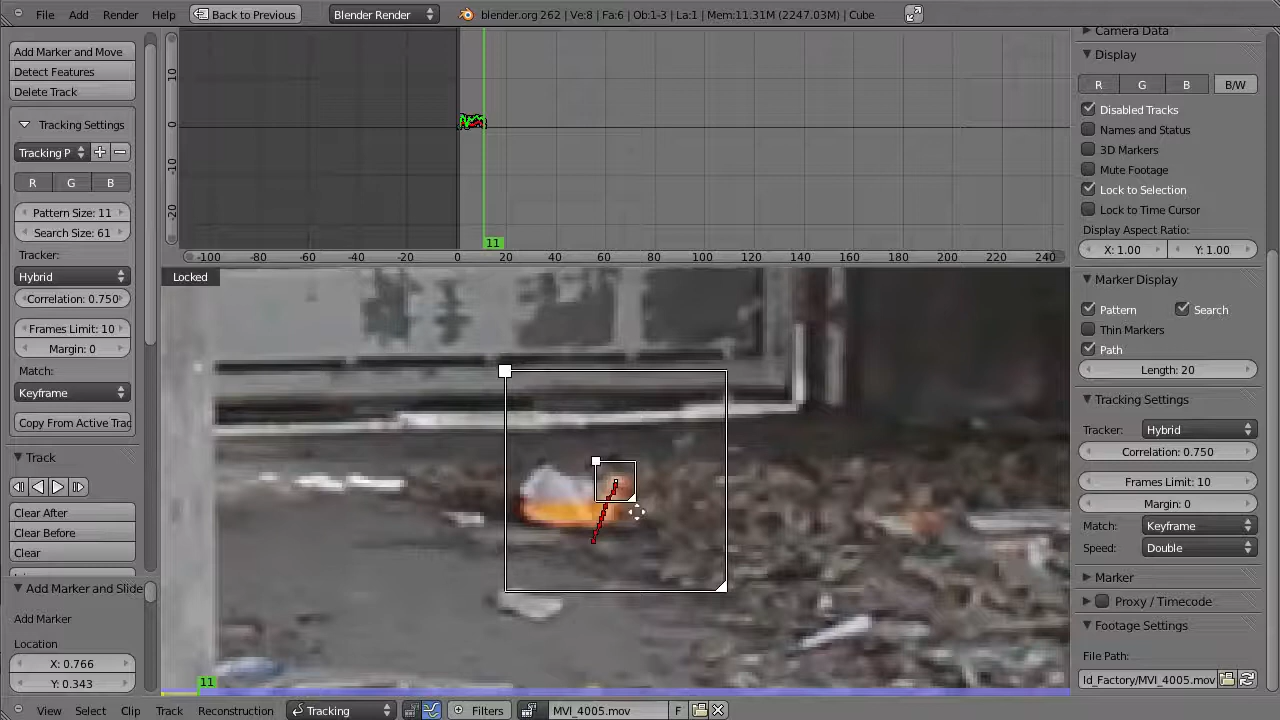 File Add Render Help Back to Previous Blender Render blender.org 262 | Ve:8 | Fa:6 | Ob:1-3 | La:1 | Mem:11.31M (2247.03M) | Cube
Add Marker and Move
Detect Features
Delete Track
Tracking Settings
Tracking P
R G B
Pattern Size: 11
Search Size: 61
Tracker:
Hybrid
Correlation: 0.750
Frames Limit: 10
Margin: 0
Match:
Keyframe
Copy From Active Trac
Track
Clear After
Clear Before
Clear
Add Marker and Slide
Add Marker
Location
X: 0.766
Y: 0.343
10
0
-10
-20
11
-100 -80 -60 -40 -20 0 20 40 60 80 100 120 140 160 180 200 220 240
Locked
11
Camera Data
Display
R G B B/W
Disabled Tracks
Names and Status
3D Markers
Mute Footage
Lock to Selection
Lock to Time Cursor
Display Aspect Ratio:
X: 1.00 Y: 1.00
Marker Display
Pattern Search
Thin Markers
Path
Length: 20
Tracking Settings
Tracker: Hybrid
Correlation: 0.750
Frames Limit: 10
Margin: 0
Match: Keyframe
Speed: Double
Marker
Proxy / Timecode
Footage Settings
File Path:
ld_Factory/MVI_4005.mov
View Select Clip Track Reconstruction Tracking Filters MVI_4005.mov F